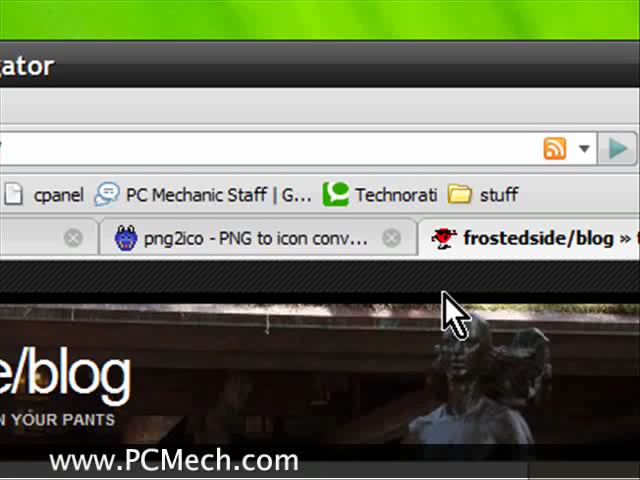 gator
cpanel PC Mechanic Staff | G... Technorati stuff
png2ico - PNG to icon conv... frostedside/blog » t
e/blog
N YOUR PANTS
www.PCMech.com